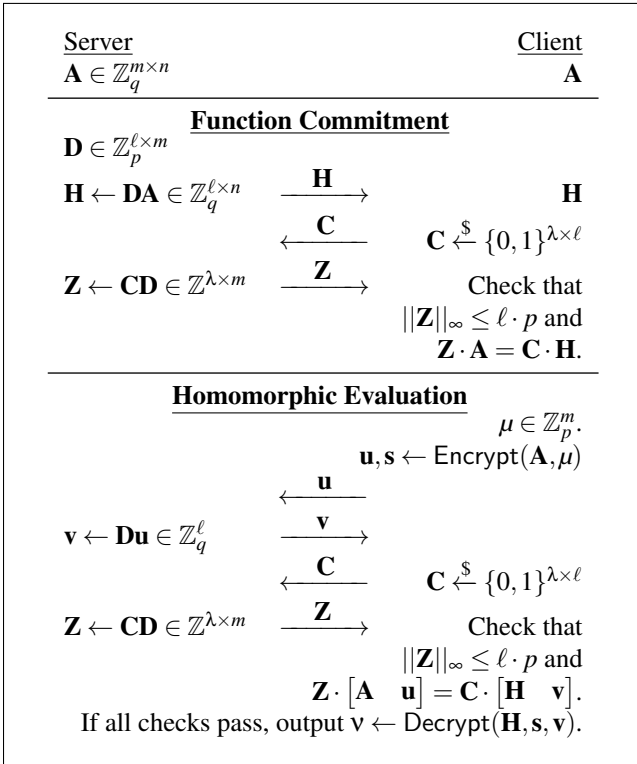 Server Client
A ∈ ℤ_q^{m×n} A
Function Commitment
D ∈ ℤ_p^{ℓ×m}
H ← DA ∈ ℤ_q^{ℓ×n} H⟶ H
C⟵ C ←$ {0,1}^{λ×ℓ}
Z ← CD ∈ ℤ^{λ×m} Z⟶ Check that
||Z||_∞ ≤ ℓ · p and
Z · A = C · H.
Homomorphic Evaluation
μ ∈ ℤ_p^m.
u, s ← Encrypt(A, μ)
u⟵
v ← Du ∈ ℤ_q^ℓ v⟶
C⟵ C ←$ {0,1}^{λ×ℓ}
Z ← CD ∈ ℤ^{λ×m} Z⟶ Check that
||Z||_∞ ≤ ℓ · p and
Z · [A u] = C · [H v].
If all checks pass, output ν ← Decrypt(H, s, v).